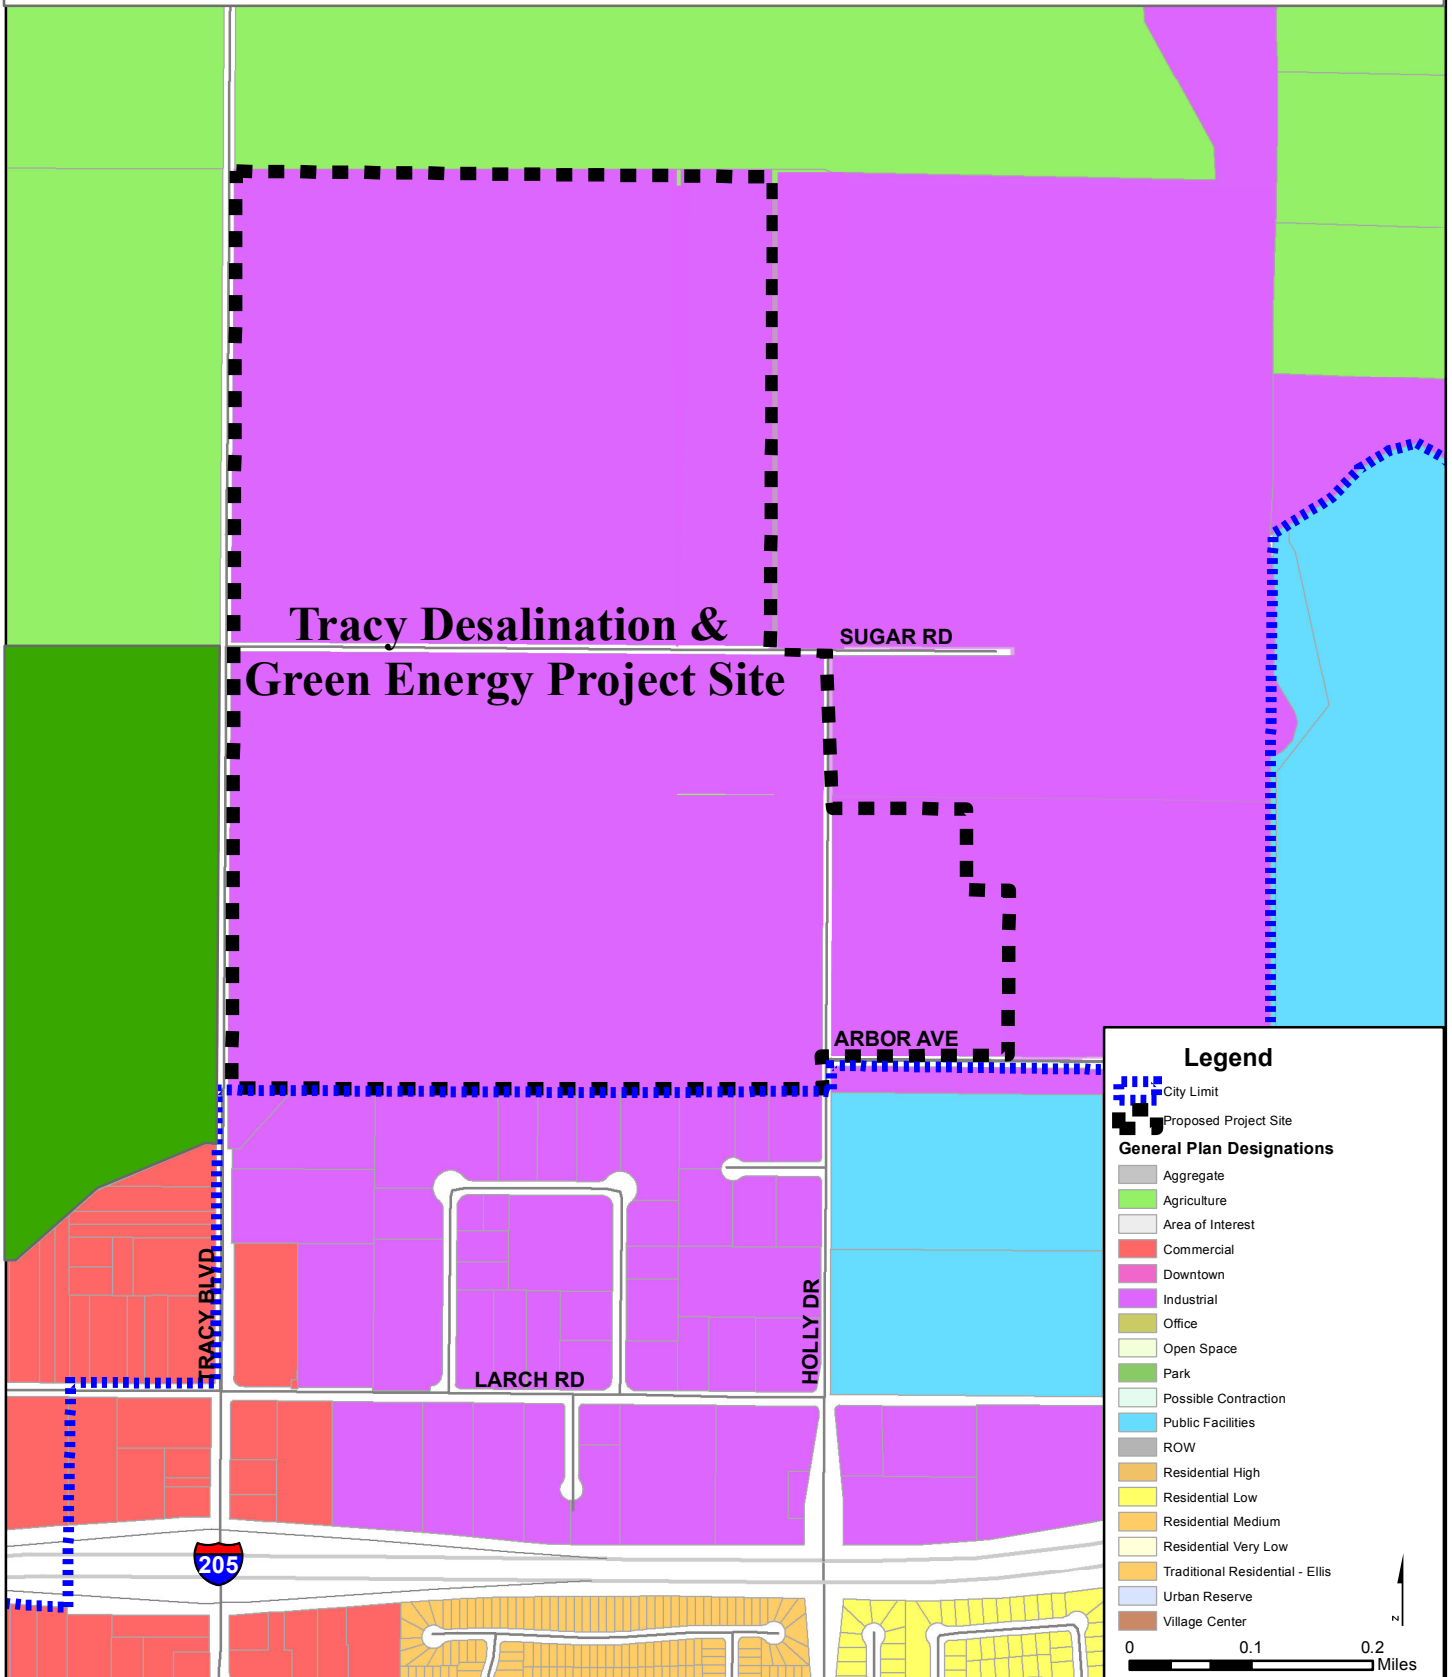 Tracy Desalination &
Green Energy Project Site
SUGAR RD
ARBOR AVE
TRACY BLVD
HOLLY DR
LARCH RD
205
Legend
City Limit
Proposed Project Site
General Plan Designations
Aggregate
Agriculture
Area of Interest
Commercial
Downtown
Industrial
Office
Open Space
Park
Possible Contraction
Public Facilities
ROW
Residential High
Residential Low
Residential Medium
Residential Very Low
Traditional Residential - Ellis
Urban Reserve
Village Center
N
0 0.1 0.2
Miles